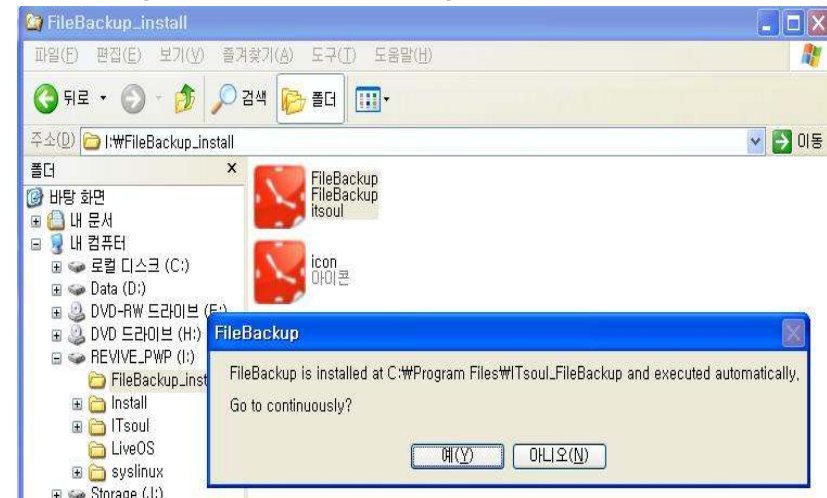 FileBackup_install
파일(F) 편집(E) 보기(V) 즐겨찾기(A) 도구(T) 도움말(H)
뒤로 검색 폴더
주소(D) I:₩FileBackup_install 이동
폴더 x
바탕 화면
내 문서
내 컴퓨터
로컬 디스크 (C:)
Data (D:)
DVD-RW 드라이브 (E:)
DVD 드라이브 (H:)
REVIVE_PWP (I:)
FileBackup_inst
Install
ITsoul
LiveOS
syslinux
Storage (J:)
FileBackup
FileBackup
itsoul
icon
아이콘
FileBackup
FileBackup is installed at C:₩Program Files₩ITsoul_FileBackup and executed automatically,
Go to continuously?
예(Y) 아니오(N)